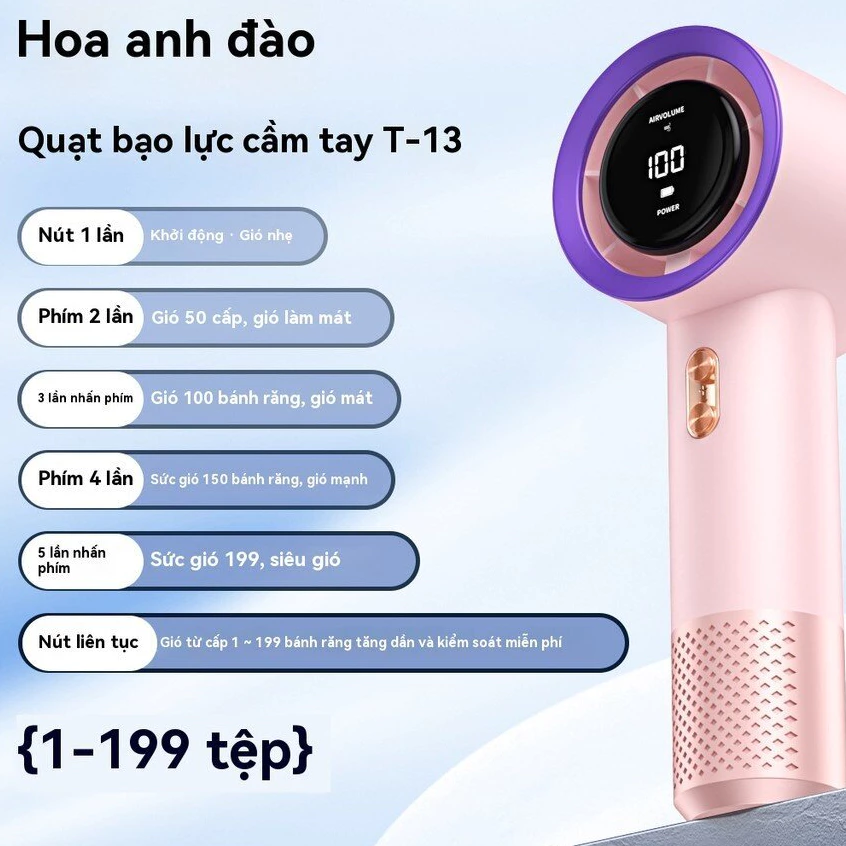 Hoa anh đào
Quạt bạo lực cầm tay T-13
Nút 1 lần Khởi động · Gió nhẹ
Phím 2 lần Gió 50 cấp, gió làm mát
3 lần nhấn phím Gió 100 bánh răng, gió mát
Phím 4 lần Sức gió 150 bánh răng, gió mạnh
5 lần nhấn
phím
Sức gió 199, siêu gió
Nút liên tục Gió từ cấp 1 ~ 199 bánh răng tăng dần và kiểm soát miễn phí
{1-199 tệp}
AIRVOLUME
100
POWER